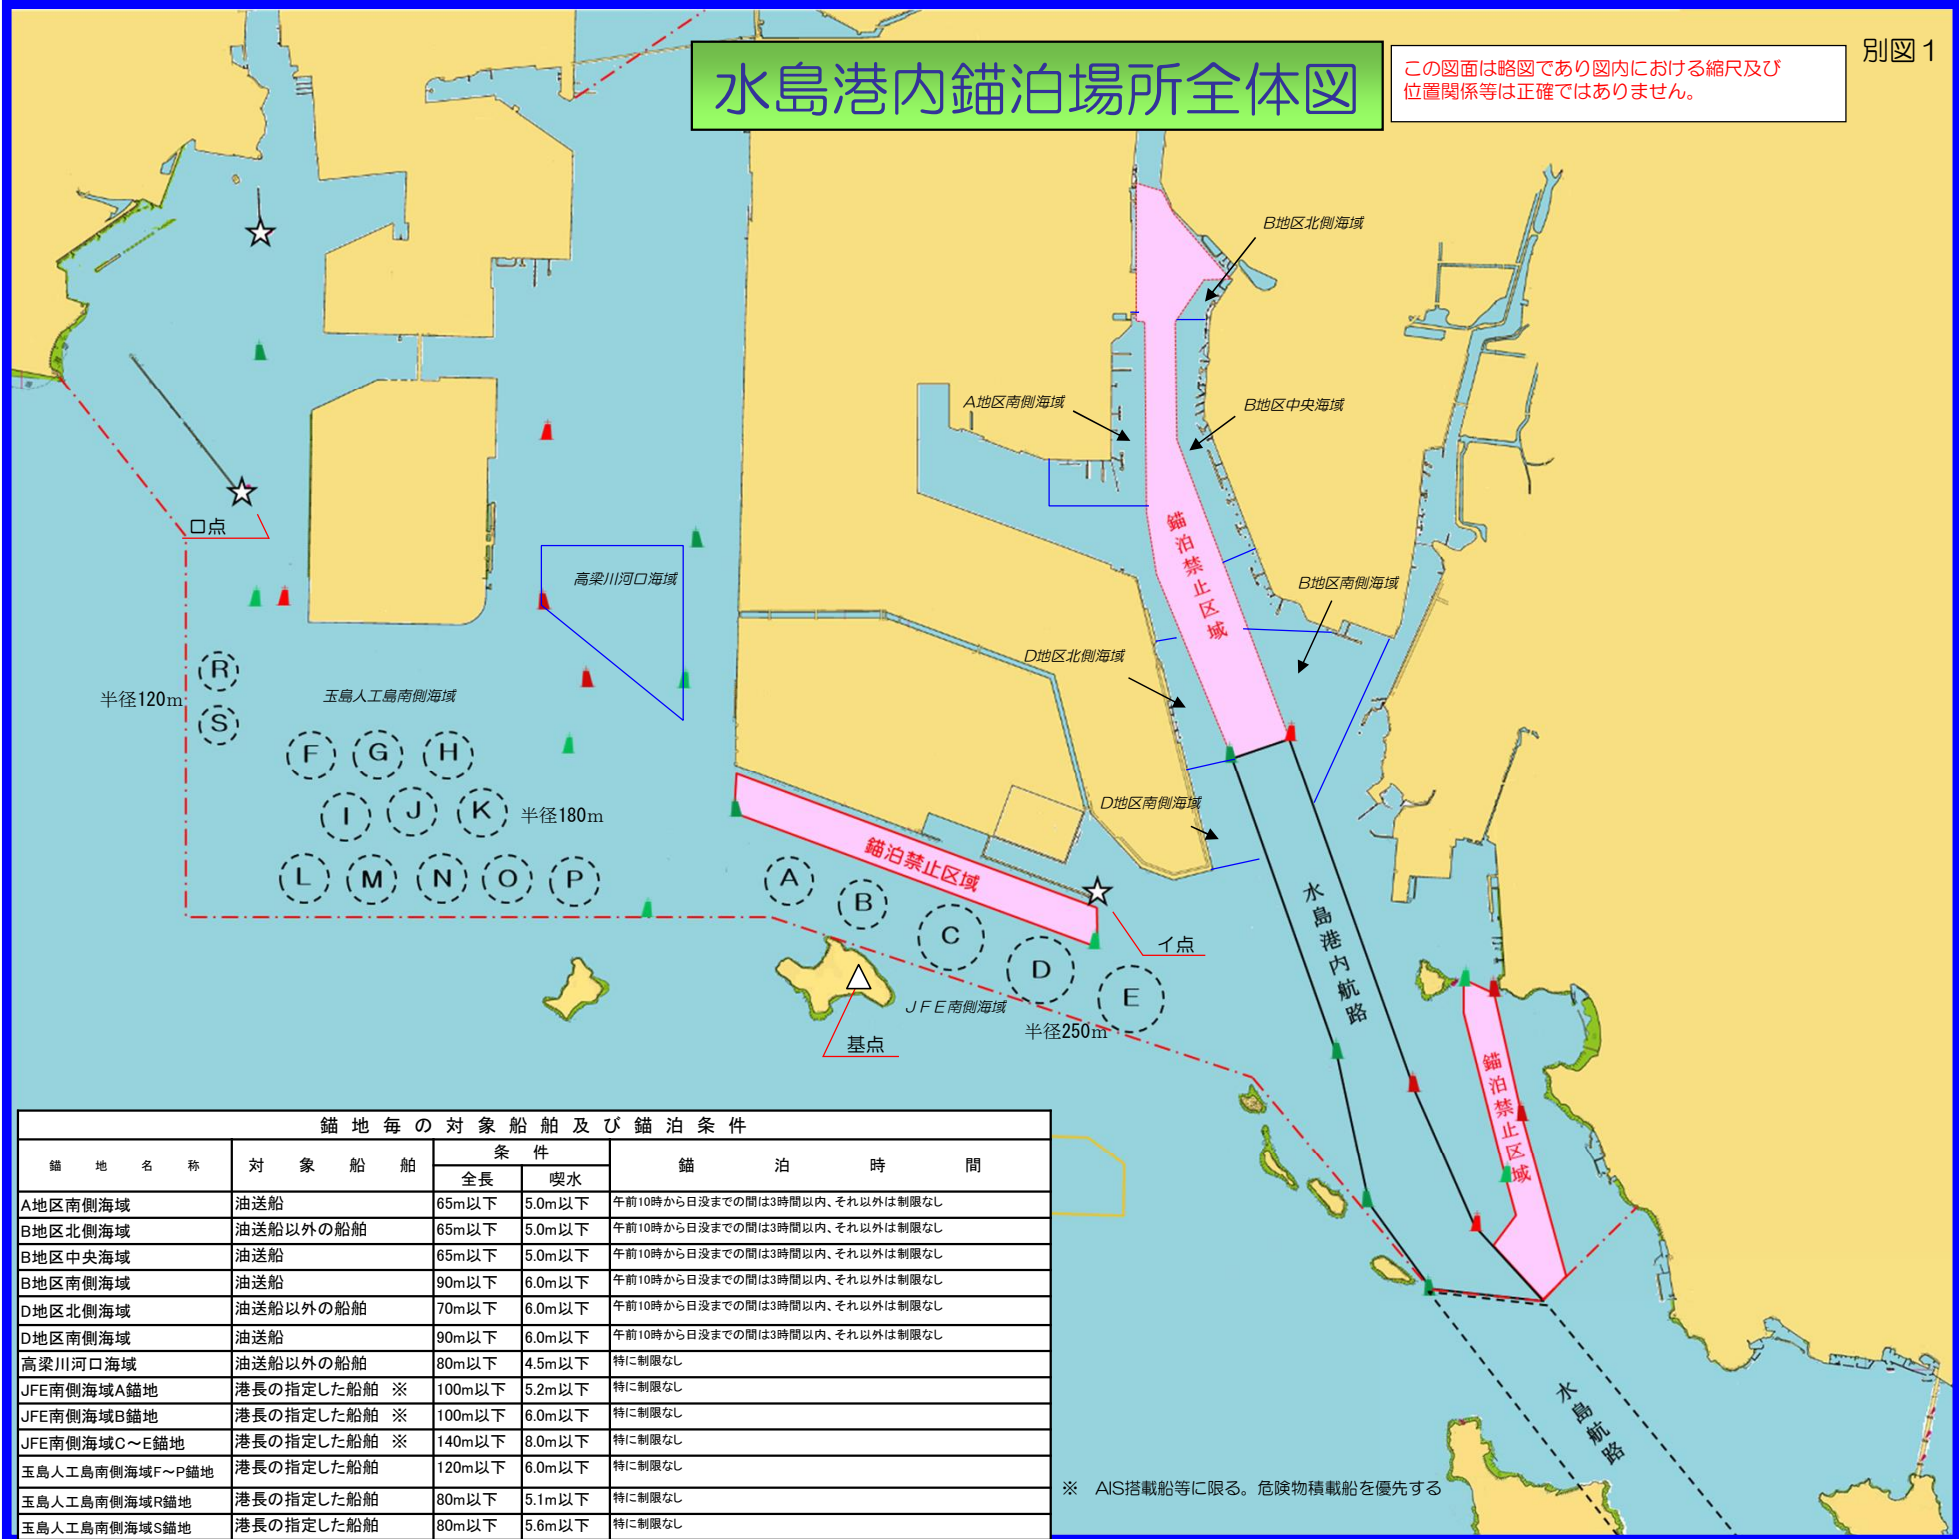 別図1
水島港内錨泊場所全体図
この図面は略図であり図内における縮尺及び
位置関係等は正確ではありません。
B地区北側海域
A地区南側海域
B地区中央海域
錨泊禁止区域
ロ点
高梁川河口海域
B地区南側海域
D地区北側海域
R
半径120m
玉島人工島南側海域
S
F G H
I J K
半径180m
D地区南側海域
L M N O P
錨泊禁止区域
A
B
C
D
E
水島港内航路
イ点
JFE南側海域
半径250m
基点
錨泊禁止区域
水島航路
錨地毎の対象船舶及び錨泊条件
錨地名称 対象船舶 条件 錨泊時間
全長 喫水
A地区南側海域 油送船 65m以下 5.0m以下 午前10時から日没までの間は3時間以内、それ以外は制限なし
B地区北側海域 油送船以外の船舶 65m以下 5.0m以下 午前10時から日没までの間は3時間以内、それ以外は制限なし
B地区中央海域 油送船 65m以下 5.0m以下 午前10時から日没までの間は3時間以内、それ以外は制限なし
B地区南側海域 油送船 90m以下 6.0m以下 午前10時から日没までの間は3時間以内、それ以外は制限なし
D地区北側海域 油送船以外の船舶 70m以下 6.0m以下 午前10時から日没までの間は3時間以内、それ以外は制限なし
D地区南側海域 油送船 90m以下 6.0m以下 午前10時から日没までの間は3時間以内、それ以外は制限なし
高梁川河口海域 油送船以外の船舶 80m以下 4.5m以下 特に制限なし
JFE南側海域A錨地 港長の指定した船舶 ※ 100m以下 5.2m以下 特に制限なし
JFE南側海域B錨地 港長の指定した船舶 ※ 100m以下 6.0m以下 特に制限なし
JFE南側海域C～E錨地 港長の指定した船舶 ※ 140m以下 8.0m以下 特に制限なし
玉島人工島南側海域F～P錨地 港長の指定した船舶 120m以下 6.0m以下 特に制限なし
玉島人工島南側海域R錨地 港長の指定した船舶 80m以下 5.1m以下 特に制限なし
玉島人工島南側海域S錨地 港長の指定した船舶 80m以下 5.6m以下 特に制限なし
※ AIS搭載船等に限る。危険物積載船を優先する